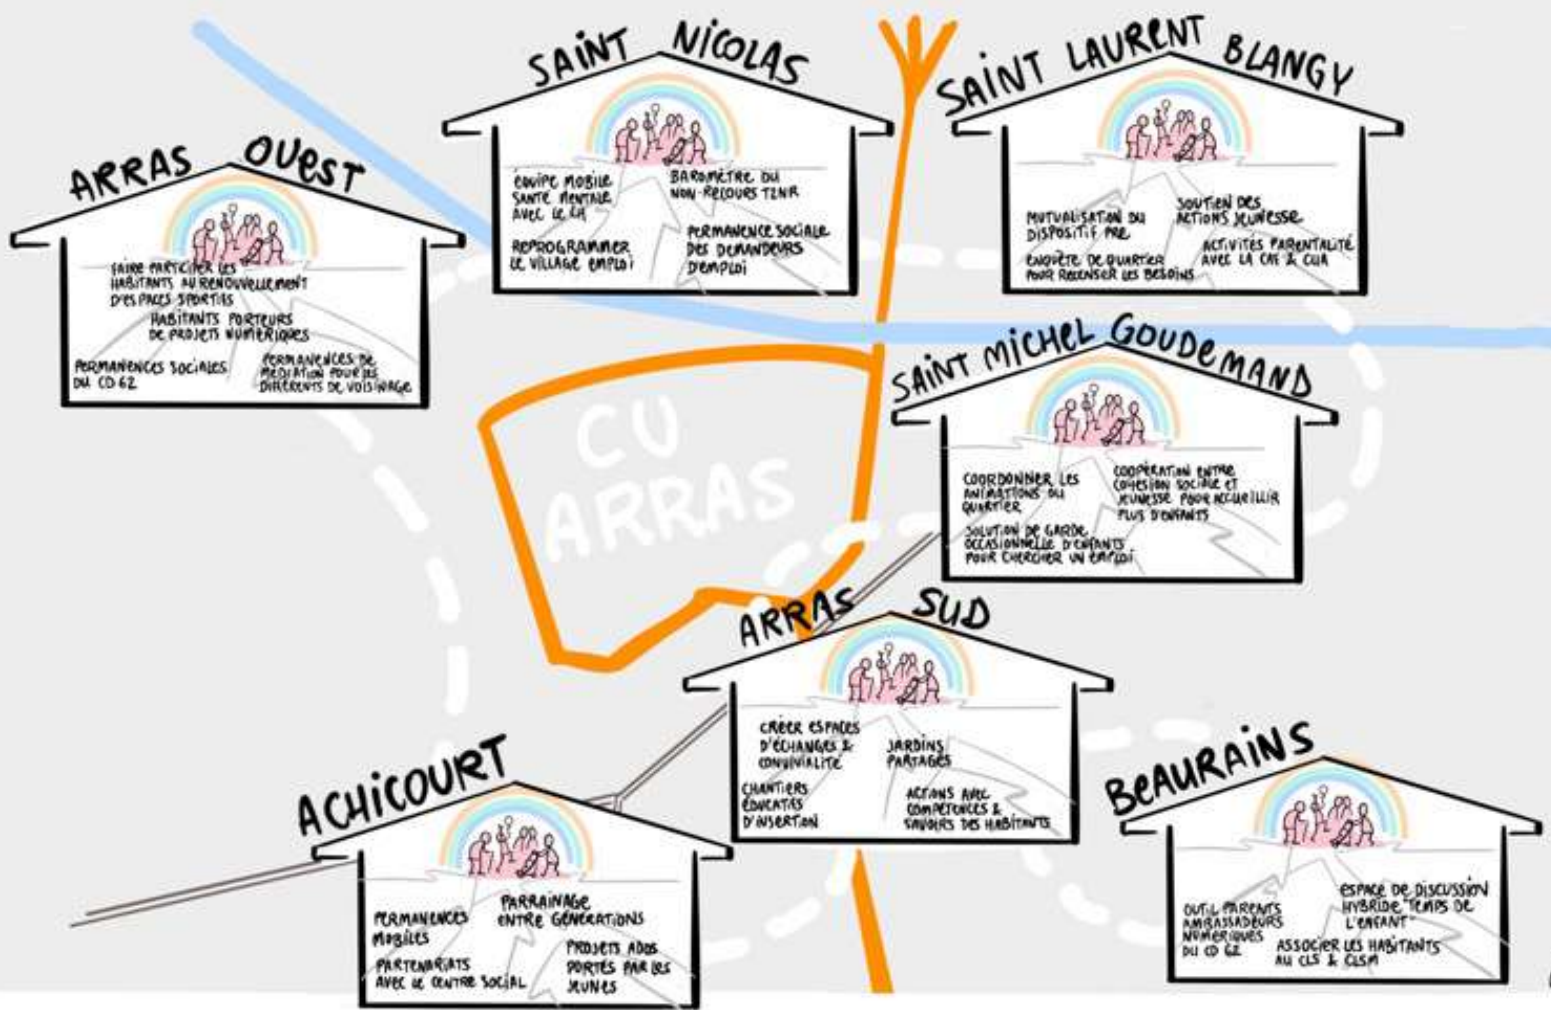 SAINT NICOLAS
ÉQUIPE MOBILE
SANTÉ MENTALE
AVEC LE CH
BAROMÈTRE DU
NON-RECOURS TZNR
REPROGRAMMER
LE VILLAGE EMPLOI
PERMANENCE SOCIALE
DES DEMANDEURS
D'EMPLOI
SAINT LAURENT BLANGY
MUTUALISATION DU
DISPOSITIF PRE
SOUTIEN DES
ACTIONS JEUNESSE
ENQUÊTE DE QUARTIER
POUR RECENSER LES BESOINS
ACTIVITÉS PARENTALITÉ
AVEC LA CAF & CUA
ARRAS OUEST
FAIRE PARTICIPER LES
HABITANTS AU RENOUVELLEMENT
D'ESPACES SPORTIFS
HABITANTS PORTEURS
DE PROJETS NUMÉRIQUES
PERMANENCES SOCIALES
DU CD 62
PERMANENCES DE
MÉDIATION POUR LES
DIFFÉRENTS DE VOISINAGE
SAINT MICHEL GOUDEMAND
COORDONNER LES
ANIMATIONS DU
QUARTIER
COOPÉRATION ENTRE
COHESION SOCIALE ET
JEUNESSE POUR ACCUEILLIR
PLUS D'ENFANTS
SOLUTION DE GARDE
OCCASIONNELLE D'ENFANTS
POUR CHERCHER UN EMPLOI
CU
ARRAS
ARRAS SUD
CRÉER ESPACES
D'ÉCHANGES &
CONVIVIALITÉ
JARDINS
PARTAGÉS
CHANTIERS
ÉDUCATIFS
D'INSERTION
ACTIONS AVEC
COMPÉTENCES &
SAVOIRS DES HABITANTS
ACHICOURT
PERMANENCES
MOBILES
PARRAINAGE
ENTRE GÉNÉRATIONS
PARTENARIATS
AVEC LE CENTRE SOCIAL
PROJETS ADOS
PORTÉS PAR LES
JEUNES
BEAURAINS
OUTIL PARENTS
AMBASSADEURS
NUMÉRIQUES
DU CD 62
ESPACE DE DISCUSSION
HYBRIDE "TEMPS DE
L'ENFANT"
ASSOCIER LES HABITANTS
AU CLS & CLSM